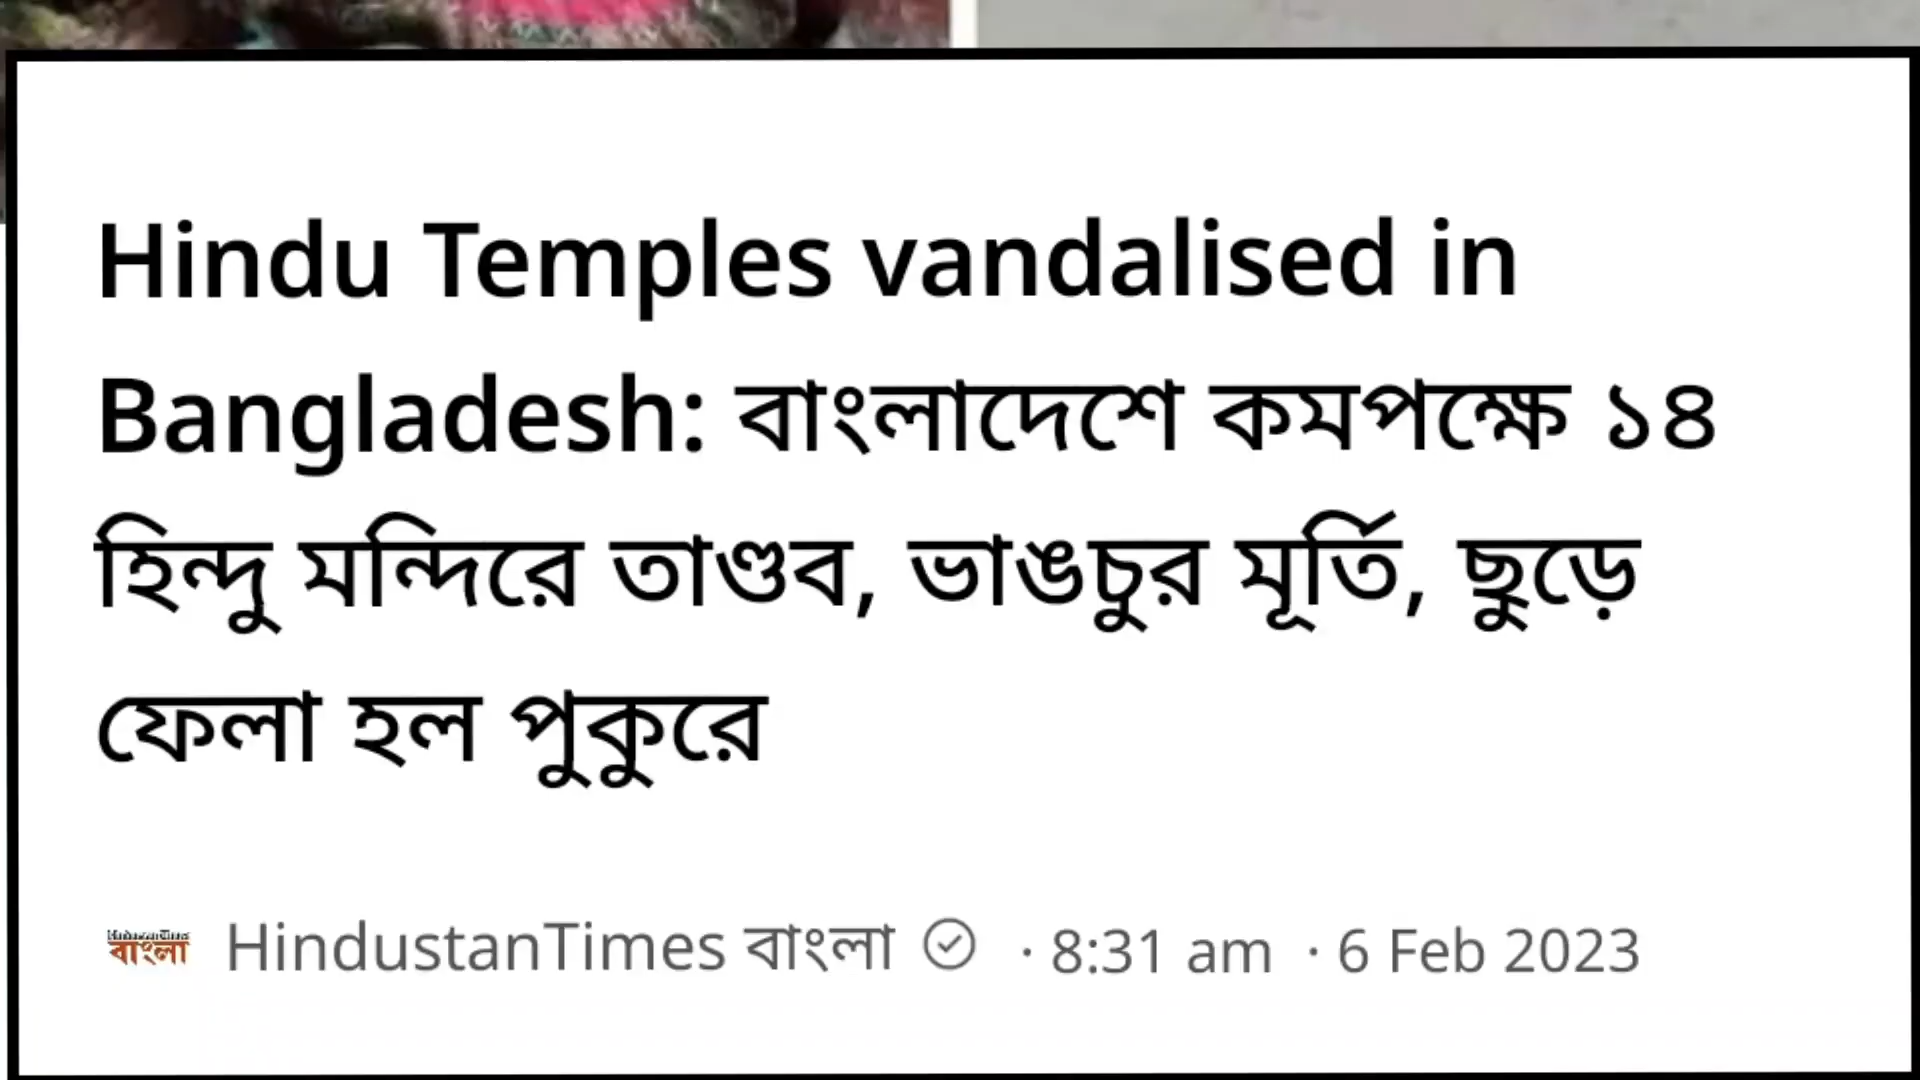 Hindu Temples vandalised in
Bangladesh: বাংলাদেশে কমপক্ষে ১৪
হিন্দু মন্দিরে তাণ্ডব, ভাঙচুর মূর্তি, ছুড়ে
ফেলা হল পুকুরে
বাংলা HindustanTimes বাংলা · 8:31 am · 6 Feb 2023